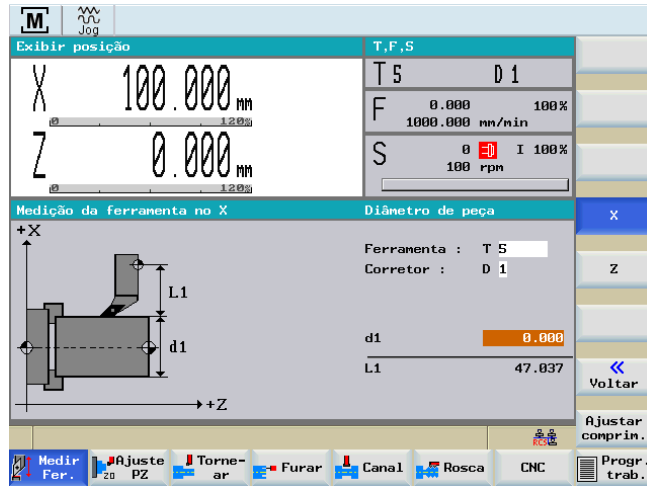 M
Jog
Exibir posição
T,F,S
X 100.000 mm
0 120%
Z 0.000 mm
0 120%
T 5 D 1
F 0.000 100%
1000.000 mm/min
S 0 I 100%
100 rpm
Medição da ferramenta no X
Diâmetro de peça
+X
L1
d1
+Z
Ferramenta : T 5
Corretor : D 1
d1 0.000
L1 47.037
X
Z
Voltar
Ajustar
comprim.
Medir
Fer.
Ajuste
PZ
Torne-
ar
Furar
Canal
Rosca
CNC
Progr.
trab.